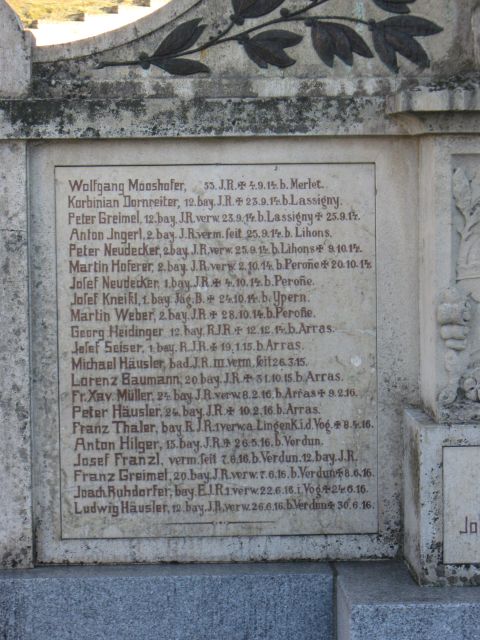 Wolfgang Mooshofer, 53. J.R. ✠ 4.9.14. b. Merlet.
Korbinian Dornreiter, 12. bay. J.R. ✠ 23.9.14. b. Lassigny.
Peter Greimel, 12. bay. J.R. verw. 23.9.14. b. Lassigny ✠ 25.9.14.
Anton Jngerl, 2. bay. J.R. verm. seit 25.9.14. b. Lihons.
Peter Neudecker, 2. bay. J.R. verw. 25.9.14. b. Lihons ✠ 9.10.14.
Martin Hoferer, 2. bay. J.R. verw. 2.10.14. b. Peroñe ✠ 20.10.14.
Josef Neudecker, 1. bay. J.R. ✠ 4.10.14. b. Peroñe.
Josef Kneißl, 1. bay. Jäg. B. ✠ 24.10.14. b. Ypern.
Martin Weber, 2. bay. J.R. ✠ 28.10.14. b. Peroñe.
Georg Heidinger 12. bay. R.J.R. ✠ 12.12.14. b. Arras.
Josef Seiser, 1. bay. R.J.R. ✠ 19.1.15. b. Arras.
Michael Häusler, bad. J.R. 111. verm. seit 26.3.15.
Lorenz Baumann, 20. bay. J.R. ✠ 31.10.15. b. Arras.
Fr. Xav. Müller, 24. bay. J.R. verw. 8.2.16. b. Arras ✠ 9.2.16.
Peter Häusler, 24. bay. J.R. ✠ 10.2.16. b. Arras.
Franz Thaler, bay. R.J.R. 1 verw. a. Lingen K. i. d. Vog. ✠ 8.4.16.
Anton Hilger, 13. bay. J.R. ✠ 26.5.16. b. Verdun.
Josef Franzl, verm. seit 7.6.16. b. Verdun. 12. bay. J.R.
Franz Greimel, 20. bay. J.R. verw. 7.6.16. b. Verdun ✠ 8.6.16.
Joach. Ruhdorfer, bay. E.J.R. 1 verw. 22.6.16. i. Vog. ✠ 24.6.16.
Ludwig Häusler, 12. bay. J.R. verw. 26.6.16. b. Verdun ✠ 30.6.16.